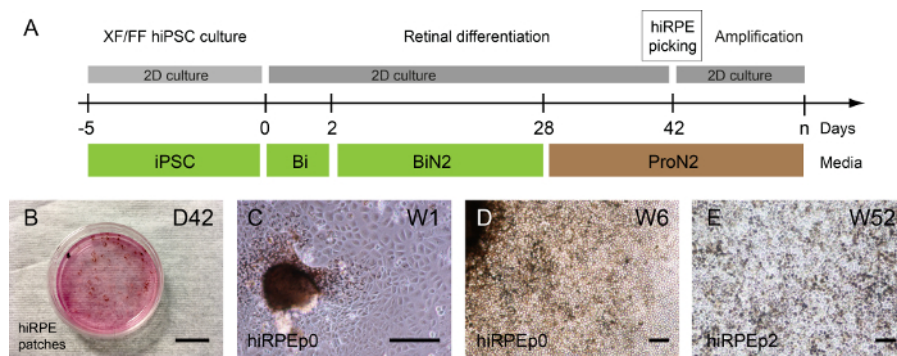 A
XF/FF hiPSC culture
Retinal differentiation
hiRPE
picking
Amplification
2D culture
2D culture
2D culture
-5
0
2
28
42
n
Days
iPSC
Bi
BiN2
ProN2
Media
B
D42
hiRPE
patches
C
W1
hiRPEp0
D
W6
hiRPEp0
E
W52
hiRPEp2